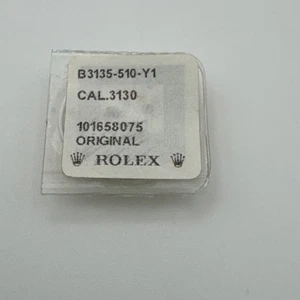 B3135-510-Y1
CAL.3130
101658075
ORIGINAL
ROLEX